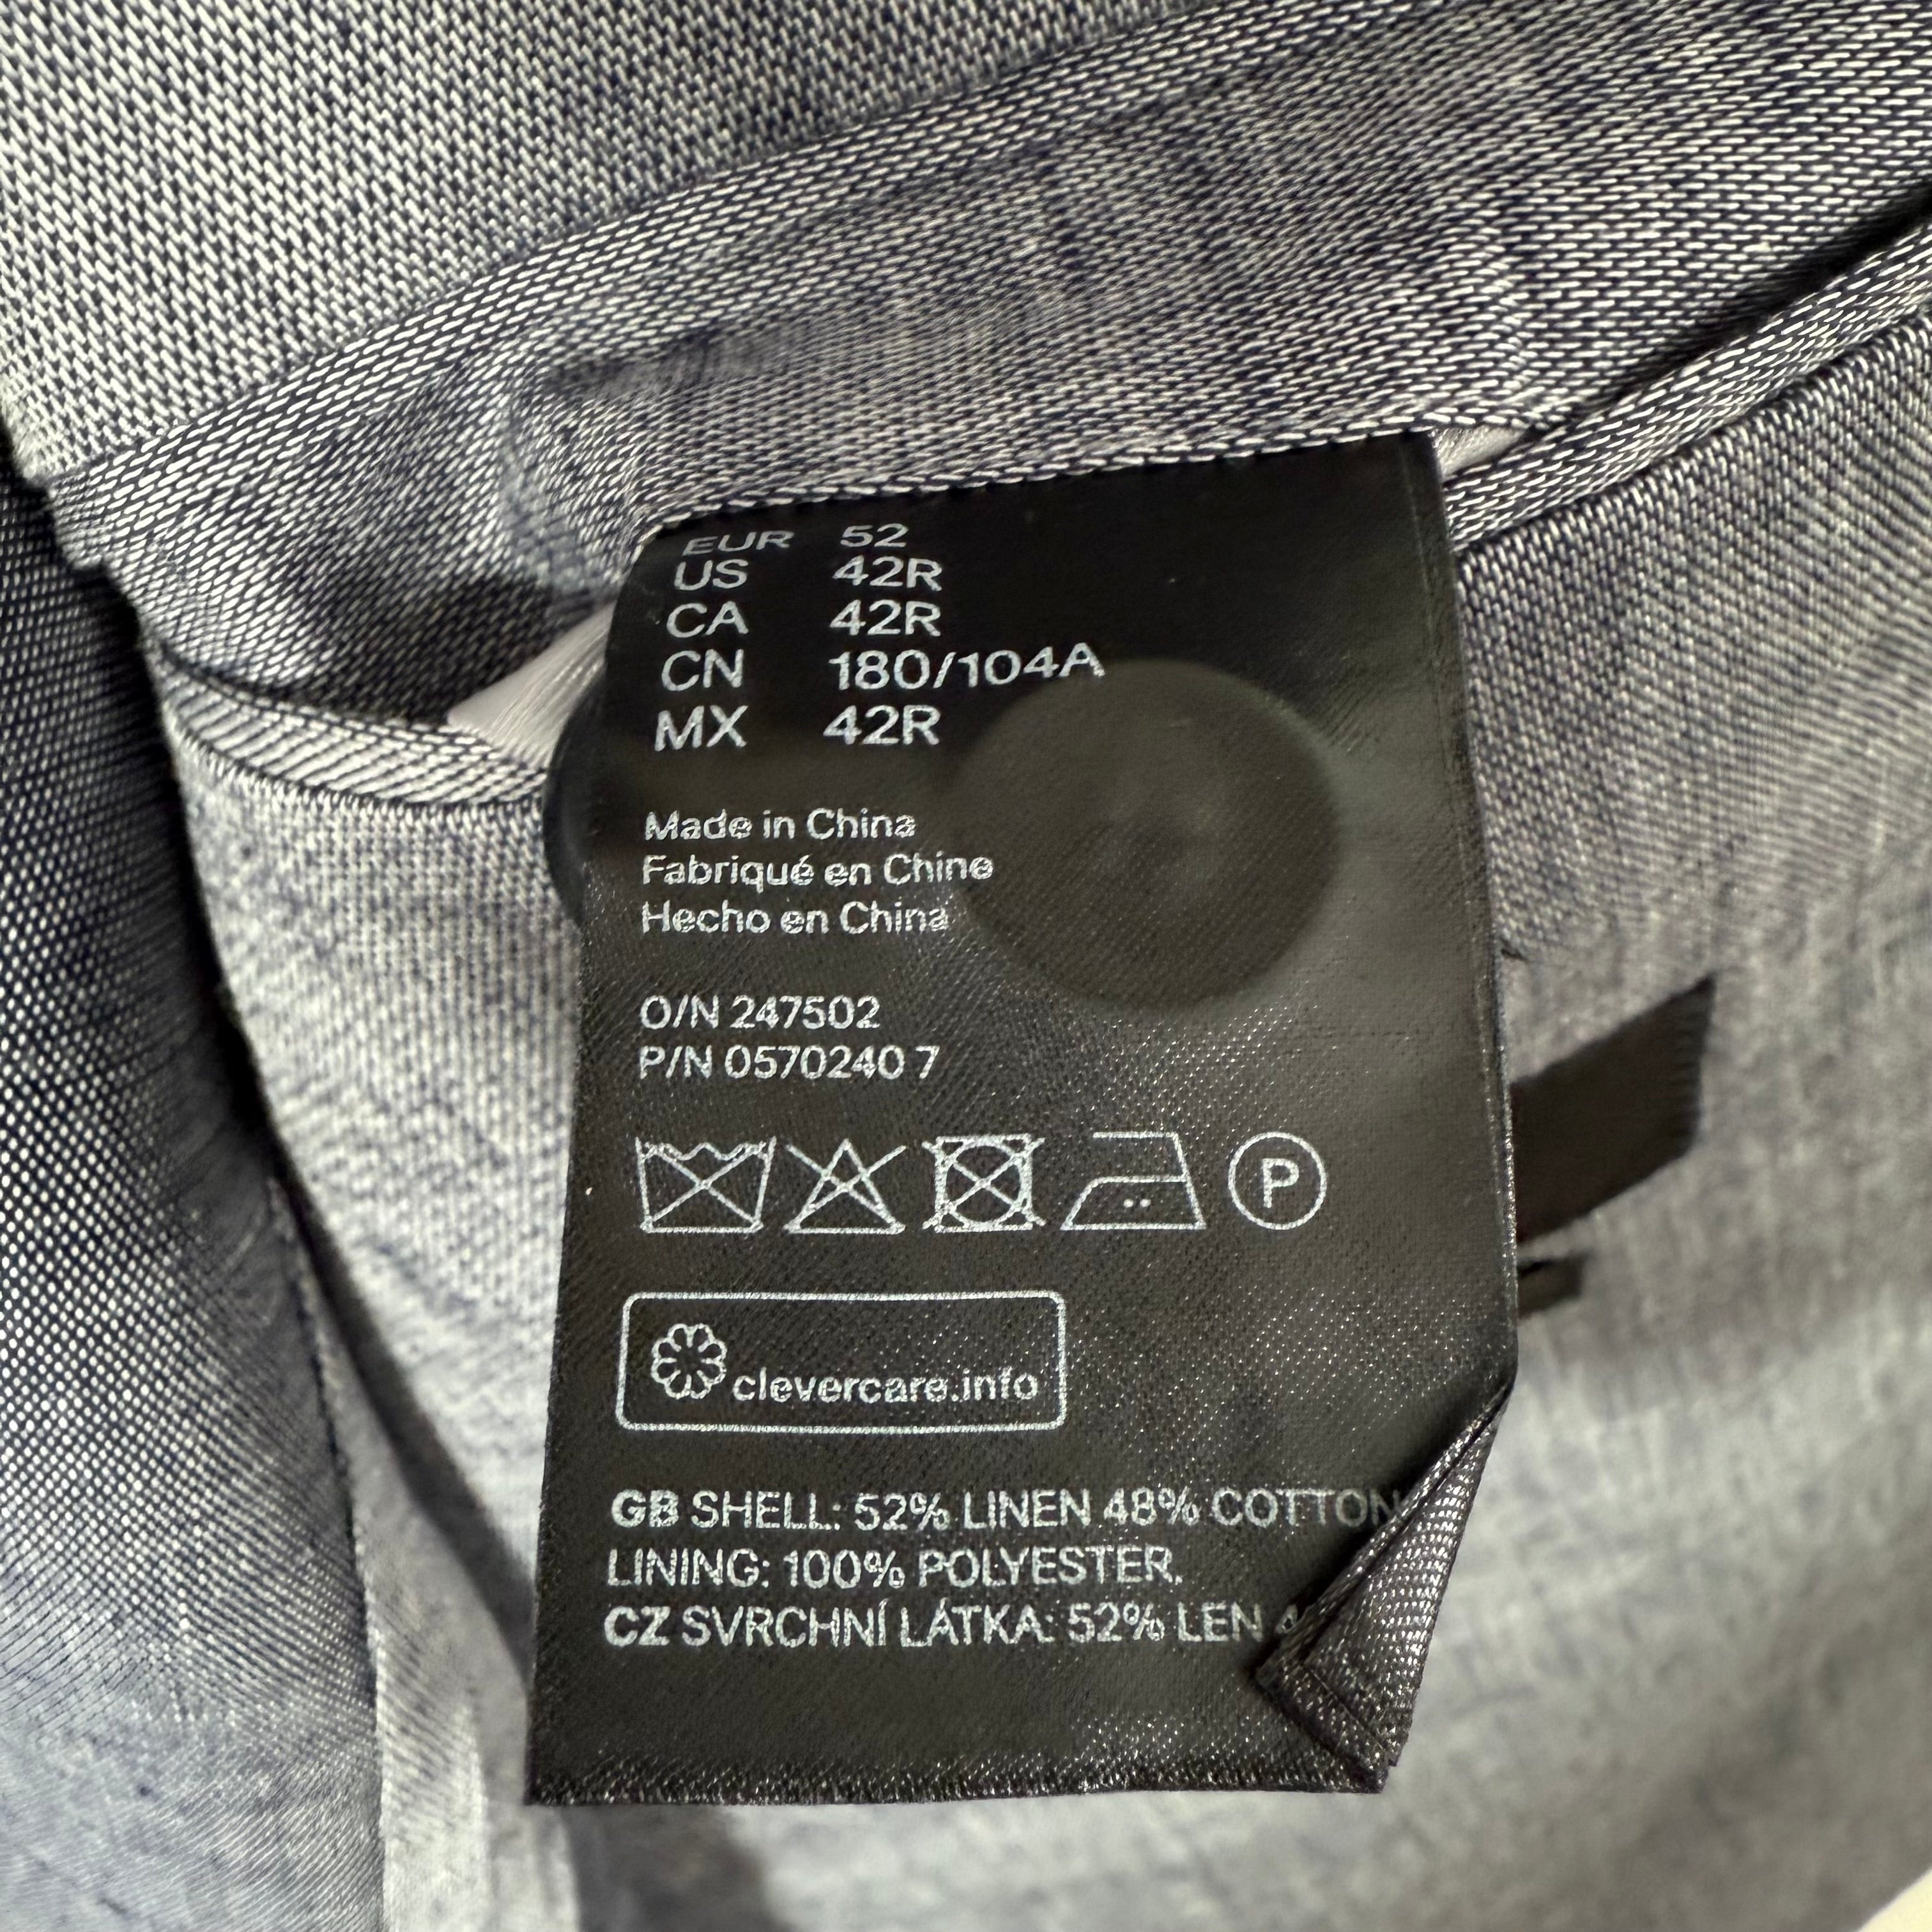 EUR 52
US 42R
CA 42R
CN 180/104A
MX 42R
Made in China
Fabriqué en Chine
Hecho en China
O/N 247502
P/N 0570240 7
P
clevercare.info
GB SHELL: 52% LINEN 48% COTTON
LINING: 100% POLYESTER.
CZ SVRCHNÍ LÁTKA: 52% LEN